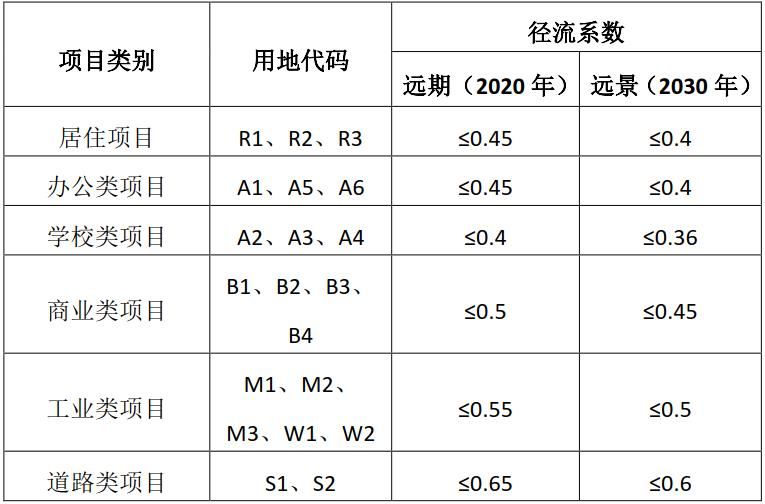 项目类别 用地代码 径流系数
远期（2020 年） 远景（2030 年）
居住项目 R1、R2、R3 ≤0.45 ≤0.4
办公类项目 A1、A5、A6 ≤0.45 ≤0.4
学校类项目 A2、A3、A4 ≤0.4 ≤0.36
商业类项目 B1、B2、B3、
B4 ≤0.5 ≤0.45
工业类项目 M1、M2、
M3、W1、W2 ≤0.55 ≤0.5
道路类项目 S1、S2 ≤0.65 ≤0.6